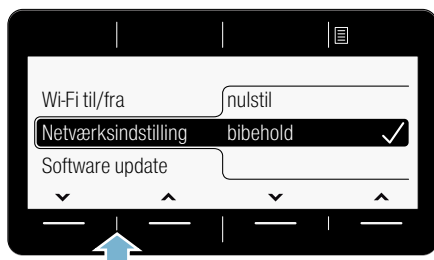 Wi-Fi til/fra nulstil
Netværksindstilling bibehold
Software update